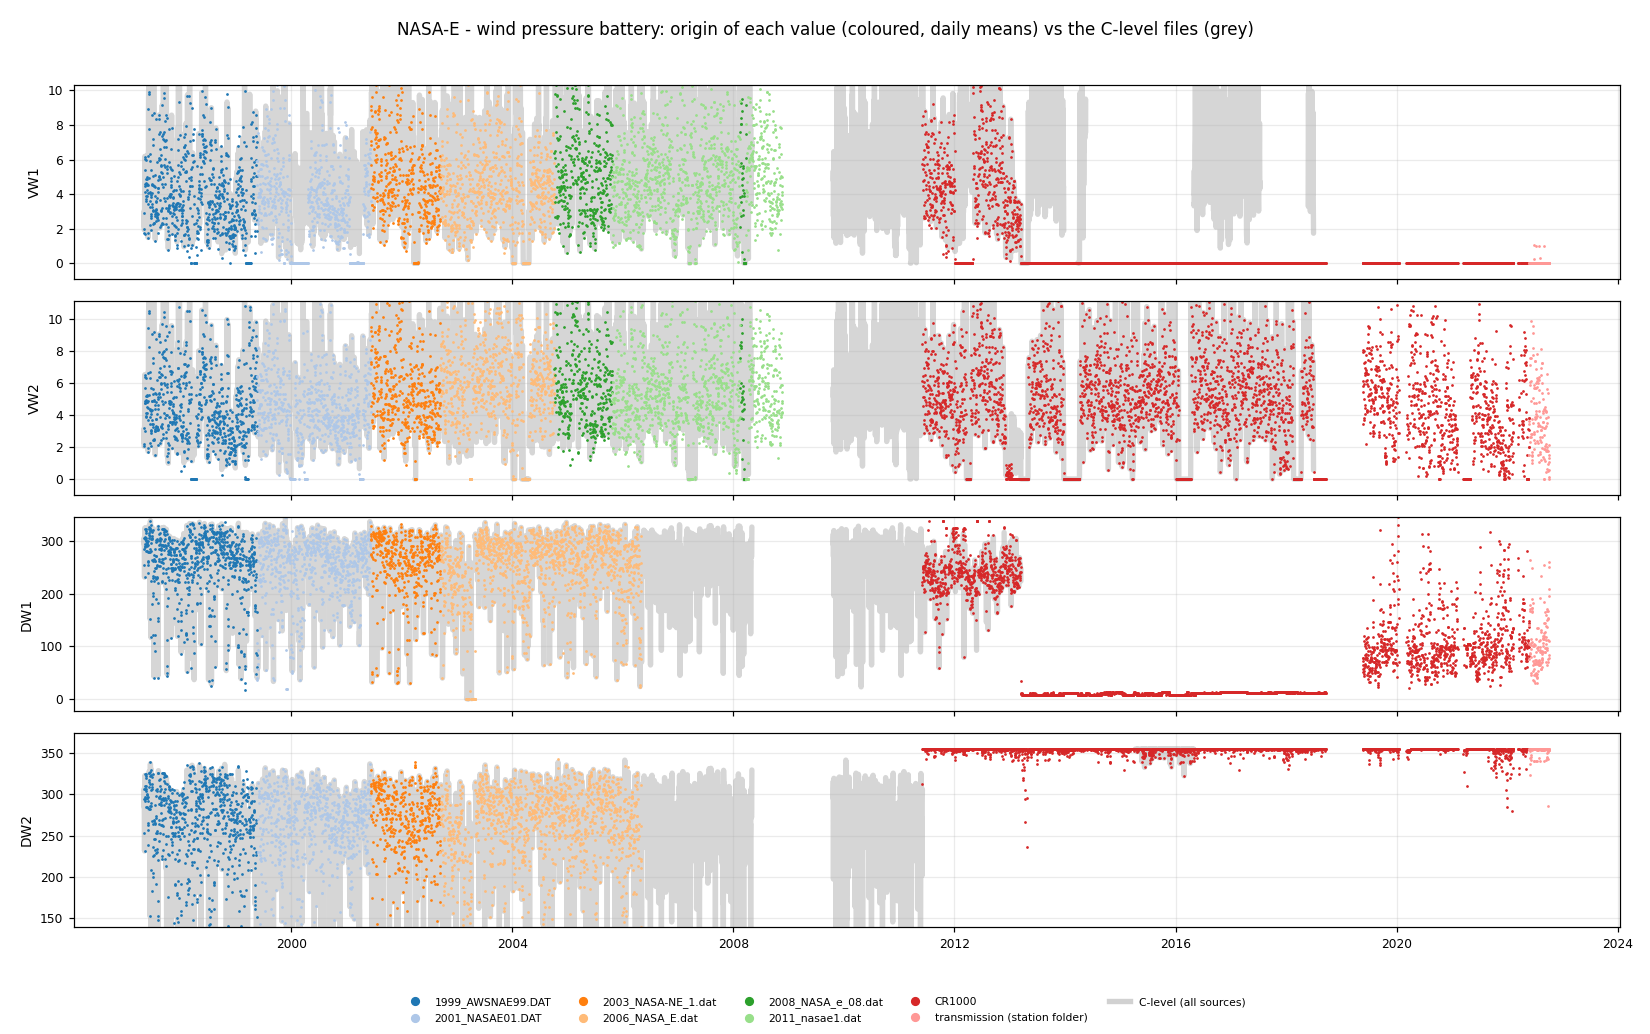 NASA-E - wind pressure battery: origin of each value (coloured, daily means) vs the C-level files (grey)
10
8
6
4
2
0
VW1
10
8
6
4
2
0
VW2
300
200
100
0
DW1
350
300
250
200
150
DW2
2000 2004 2008 2012 2016 2020 2024
1999_AWSNAE99.DAT 2003_NASA-NE_1.dat 2008_NASA_e_08.dat CR1000 C-level (all sources)
2001_NASAE01.DAT 2006_NASA_E.dat 2011_nasae1.dat transmission (station folder)